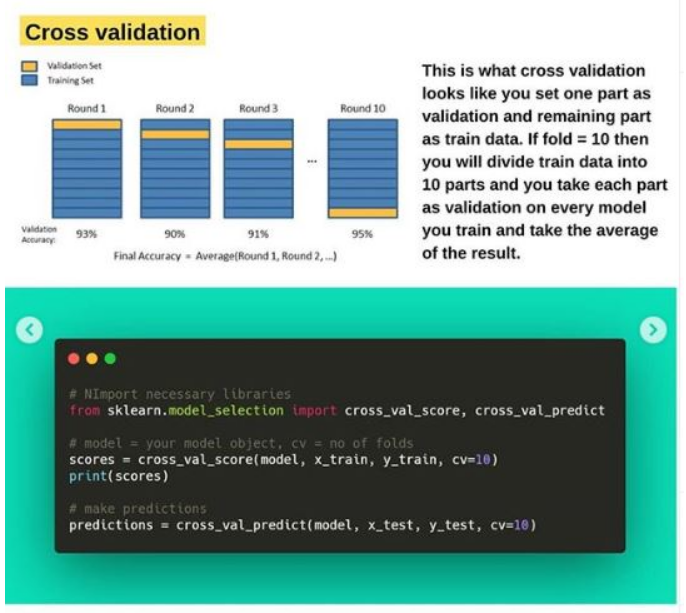 Cross validation
Validation Set
Training Set
Round 1
Round 2
Round 3
Round 10
...
Validation
Accuracy:
93%
90%
91%
95%
Final Accuracy = Average(Round 1, Round 2, ...)
This is what cross validation
looks like you set one part as
validation and remaining part
as train data. If fold = 10 then
you will divide train data into
10 parts and you take each part
as validation on every model
you train and take the average
of the result.
# NImport necessary libraries
from sklearn.model_selection import cross_val_score, cross_val_predict
# model = your model object, cv = no of folds
scores = cross_val_score(model, x_train, y_train, cv=10)
print(scores)
# make predictions
predictions = cross_val_predict(model, x_test, y_test, cv=10)